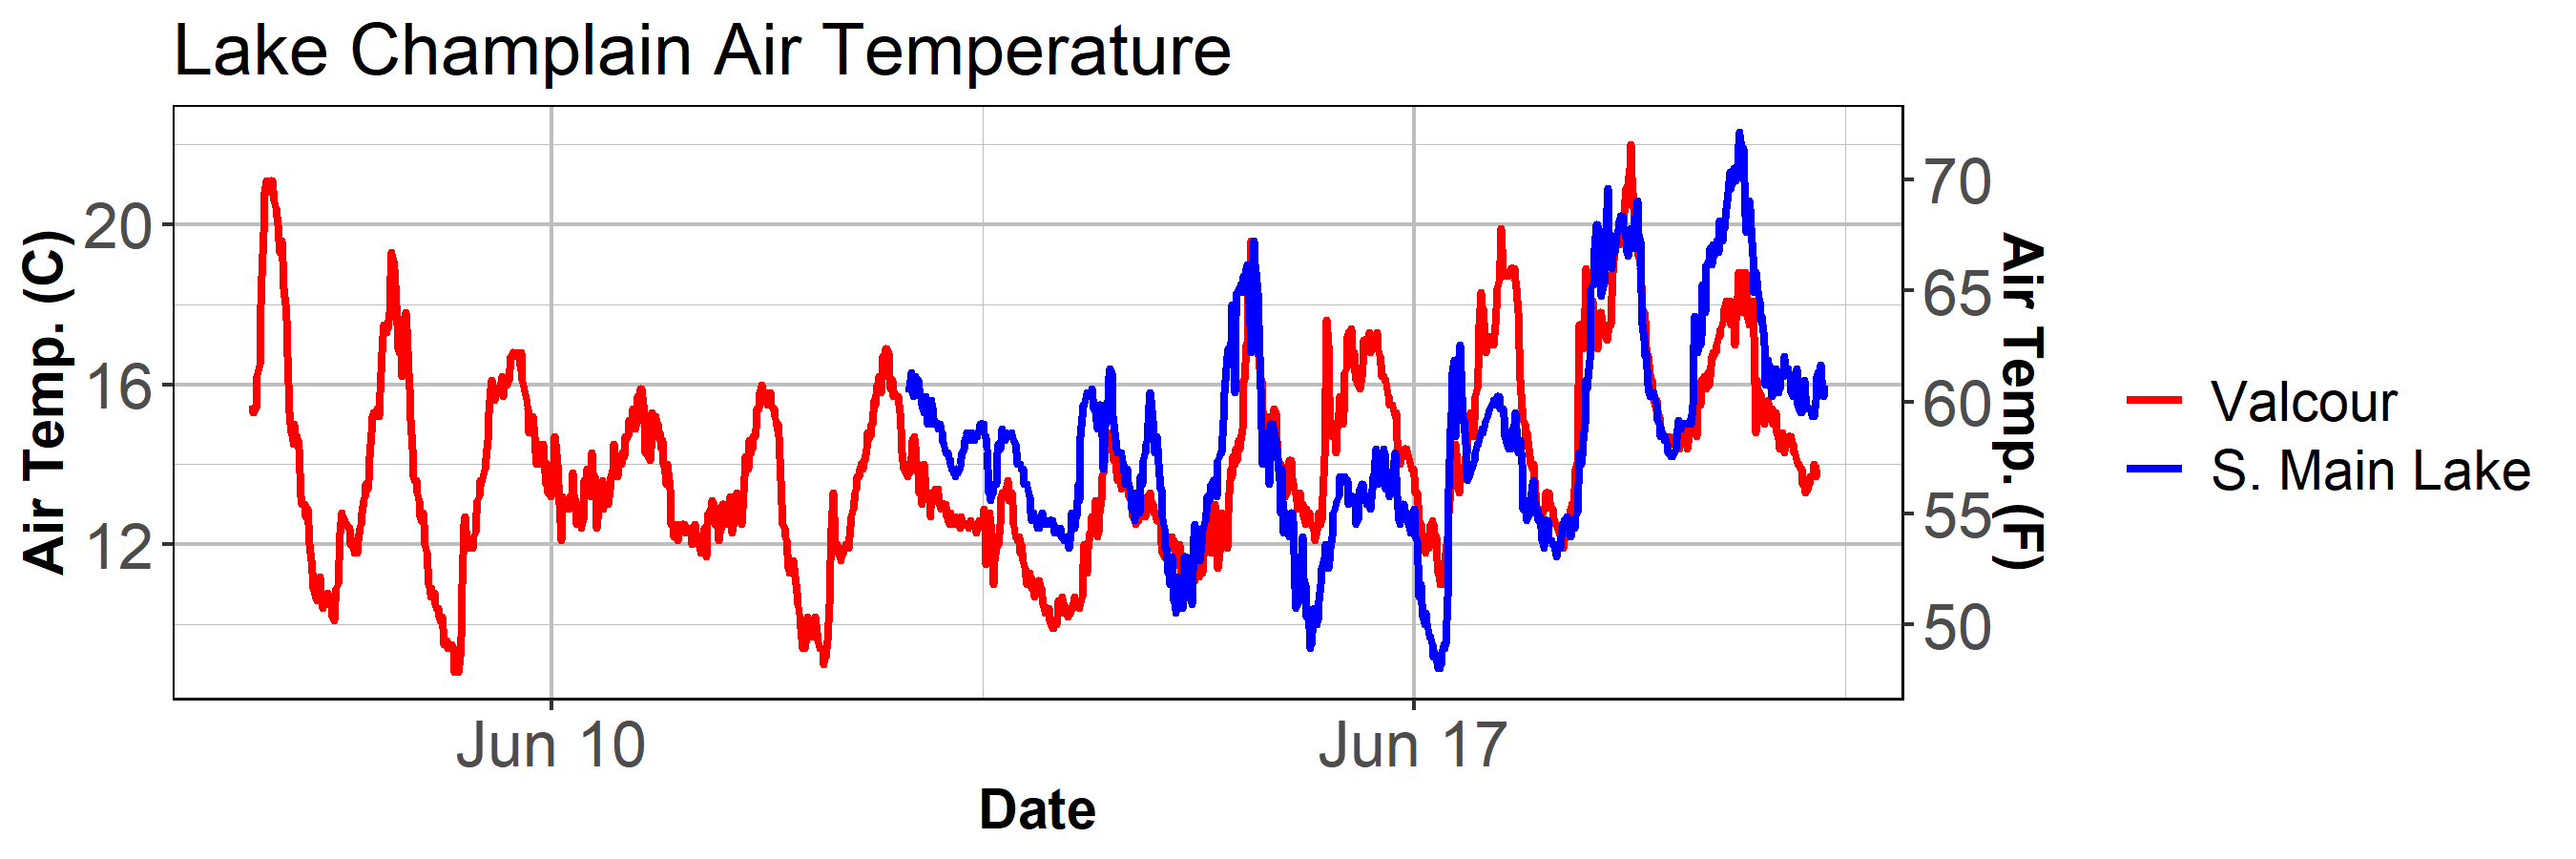 Lake Champlain Air Temperature
Air Temp. (C)
20
16
12
70
65
60
55
50
Air Temp. (F)
Jun 10
Jun 17
Date
Valcour
S. Main Lake